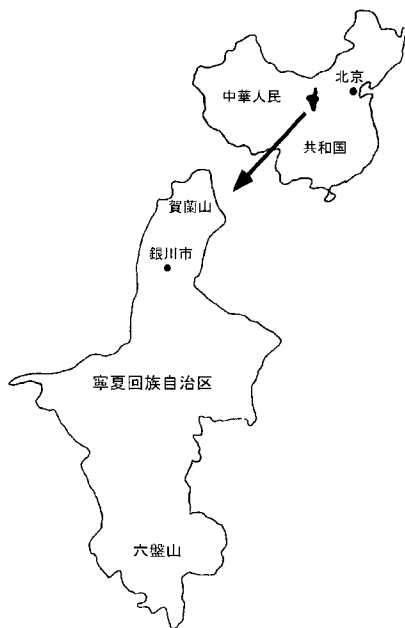 北京
中華人民
共和国
賀蘭山
銀川市
寧夏回族自治区
六盤山